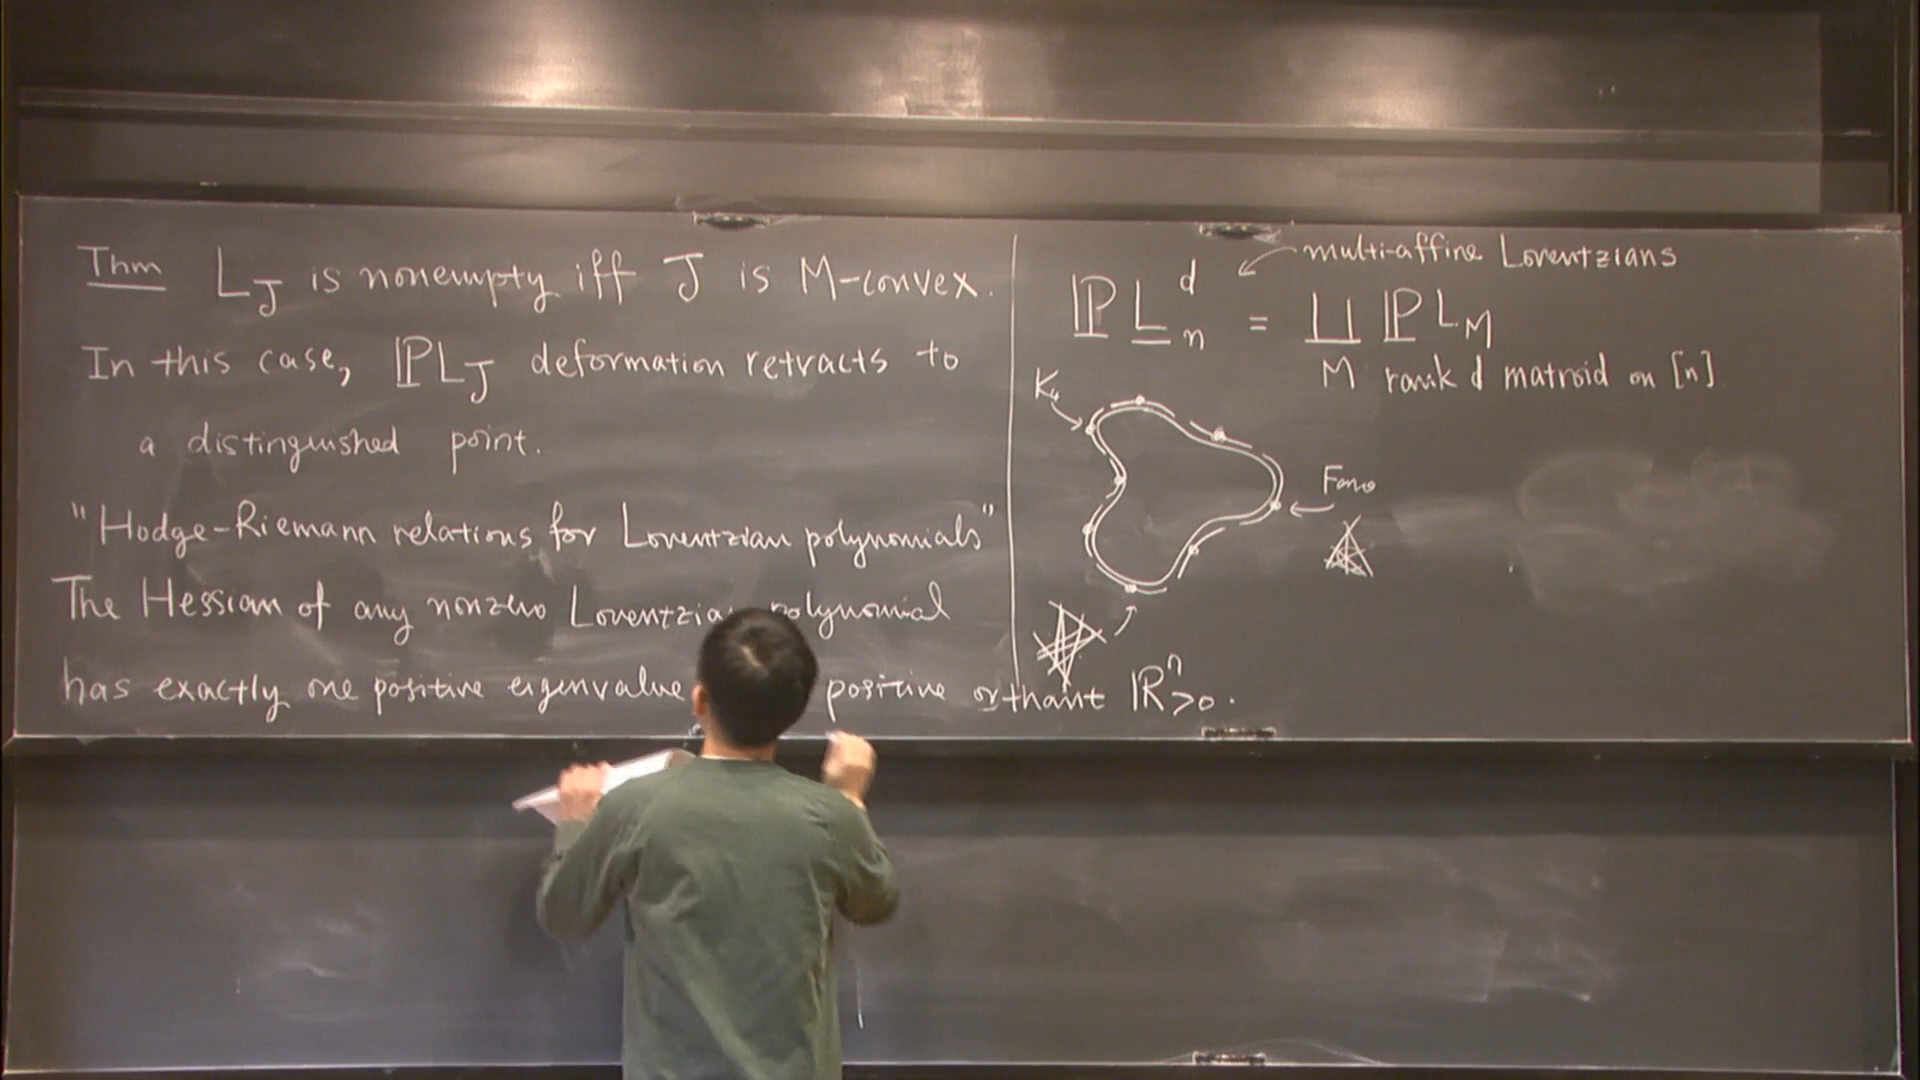 Thm L_J is nonempty iff J is M-convex.
In this case, ℙL_J deformation retracts to
a distinguished point.
"Hodge-Riemann relations for Lorentzian polynomials"
The Hessian of any nonzero Lorentzian polynomial
has exactly one positive eigenvalue positive orthant ℝ^n_{>0}.
multi-affine Lorentzians
ℙL^d_n = ∐ ℙL_M
M rank d matroid on [n]
K₄
Fano